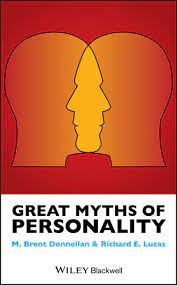 GREAT MYTHS OF
PERSONALITY
M. Brent Donnellan & Richard E. Lucas
WILEY Blackwell